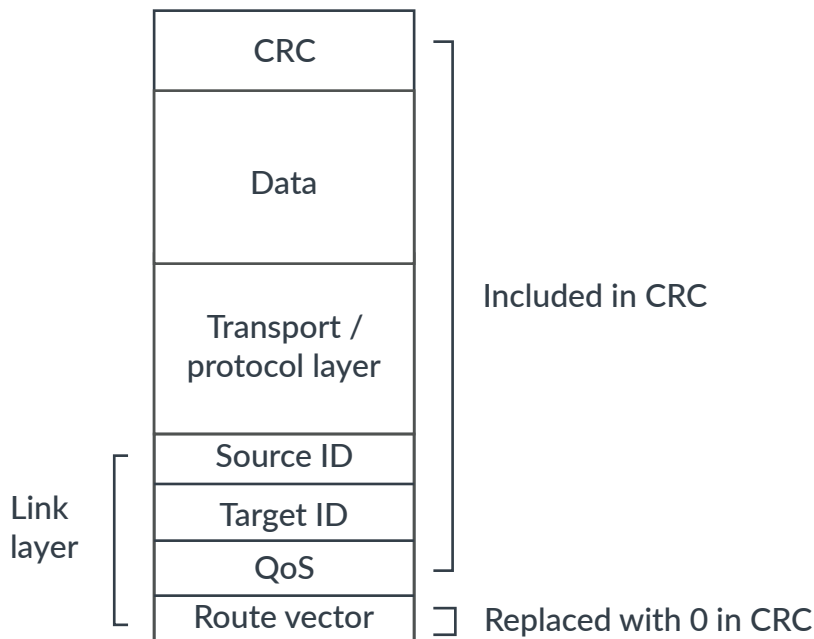 CRC
Data
Included in CRC
Transport /
protocol layer
Source ID
Link
layer
Target ID
QoS
Route vector
Replaced with 0 in CRC